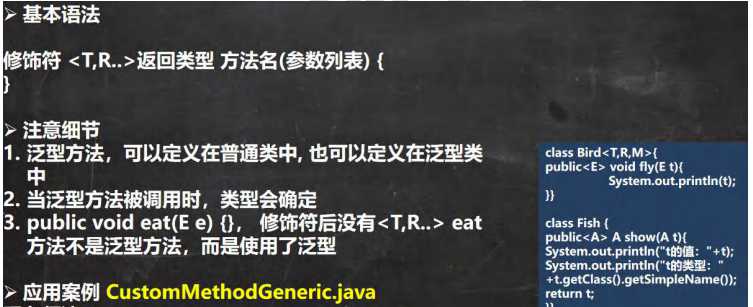 ➢ 基本语法
修饰符 <T,R..>返回类型 方法名(参数列表) {
}
➢ 注意细节
1. 泛型方法，可以定义在普通类中, 也可以定义在泛型类
中
2. 当泛型方法被调用时，类型会确定
3. public void eat(E e) {}， 修饰符后没有<T,R..> eat
方法不是泛型方法，而是使用了泛型
➢ 应用案例 CustomMethodGeneric.java
class Bird<T,R,M>{
public<E> void fly(E t){
System.out.println(t);
}}
class Fish {
public<A> A show(A t){
System.out.println("t的值："+t);
System.out.println("t的类型："
+t.getClass().getSimpleName());
return t;
}}